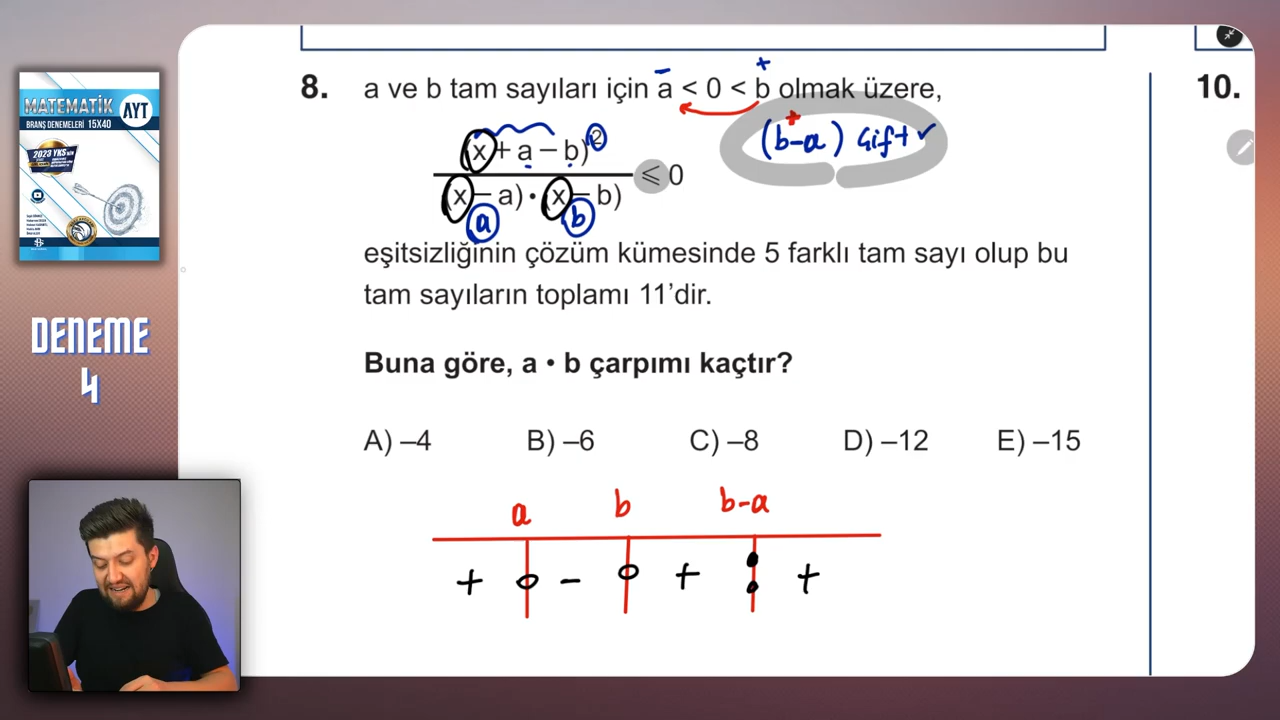 MATEMATİK AYT
BRANŞ DENEMELERİ 15X40
2023 YKS'NİN
DENEME
4
8. a ve b tam sayıları için a < 0 < b olmak üzere,
- +
(x + a − b)²
(x − a) • (x − b) ⩽ 0
a b
(b-a) Çift ✓
+
eşitsizliğinin çözüm kümesinde 5 farklı tam sayı olup bu
tam sayıların toplamı 11'dir.
Buna göre, a • b çarpımı kaçtır?
A) –4 B) –6 C) –8 D) –12 E) –15
a b b-a
+ - + +
10.